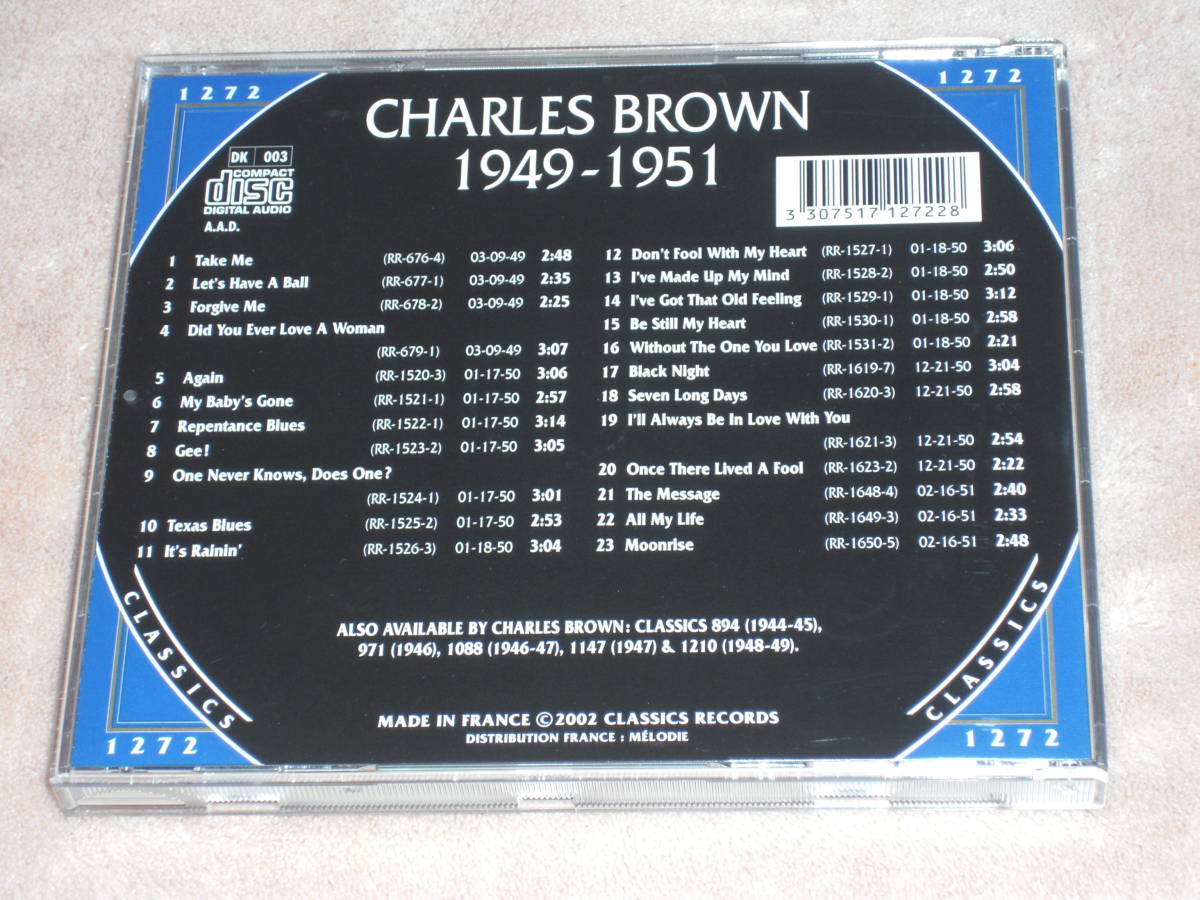 1272
1272
CHARLES BROWN
1949-1951
DK 003
COMPACT
disc
DIGITAL AUDIO
A.A.D.
3 307517 127228
1 Take Me (RR-676-4) 03-09-49 2:48
2 Let's Have A Ball (RR-677-1) 03-09-49 2:35
3 Forgive Me (RR-678-2) 03-09-49 2:25
4 Did You Ever Love A Woman
(RR-679-1) 03-09-49 3:07
5 Again (RR-1520-3) 01-17-50 3:06
6 My Baby's Gone (RR-1521-1) 01-17-50 2:57
7 Repentance Blues (RR-1522-1) 01-17-50 3:14
8 Gee! (RR-1523-2) 01-17-50 3:05
9 One Never Knows, Does One?
(RR-1524-1) 01-17-50 3:01
10 Texas Blues (RR-1525-2) 01-17-50 2:53
11 It's Rainin' (RR-1526-3) 01-18-50 3:04
12 Don't Fool With My Heart (RR-1527-1) 01-18-50 3:06
13 I've Made Up My Mind (RR-1528-2) 01-18-50 2:50
14 I've Got That Old Feeling (RR-1529-1) 01-18-50 3:12
15 Be Still My Heart (RR-1530-1) 01-18-50 2:58
16 Without The One You Love (RR-1531-2) 01-18-50 2:21
17 Black Night (RR-1619-7) 12-21-50 3:04
18 Seven Long Days (RR-1620-3) 12-21-50 2:58
19 I'll Always Be In Love With You
(RR-1621-3) 12-21-50 2:54
20 Once There Lived A Fool (RR-1623-2) 12-21-50 2:22
21 The Message (RR-1648-4) 02-16-51 2:40
22 All My Life (RR-1649-3) 02-16-51 2:33
23 Moonrise (RR-1650-5) 02-16-51 2:48
ALSO AVAILABLE BY CHARLES BROWN: CLASSICS 894 (1944-45),
971 (1946), 1088 (1946-47), 1147 (1947) & 1210 (1948-49).
CLASSICS
CLASSICS
MADE IN FRANCE ©2002 CLASSICS RECORDS
DISTRIBUTION FRANCE : MÉLODIE
1272
1272